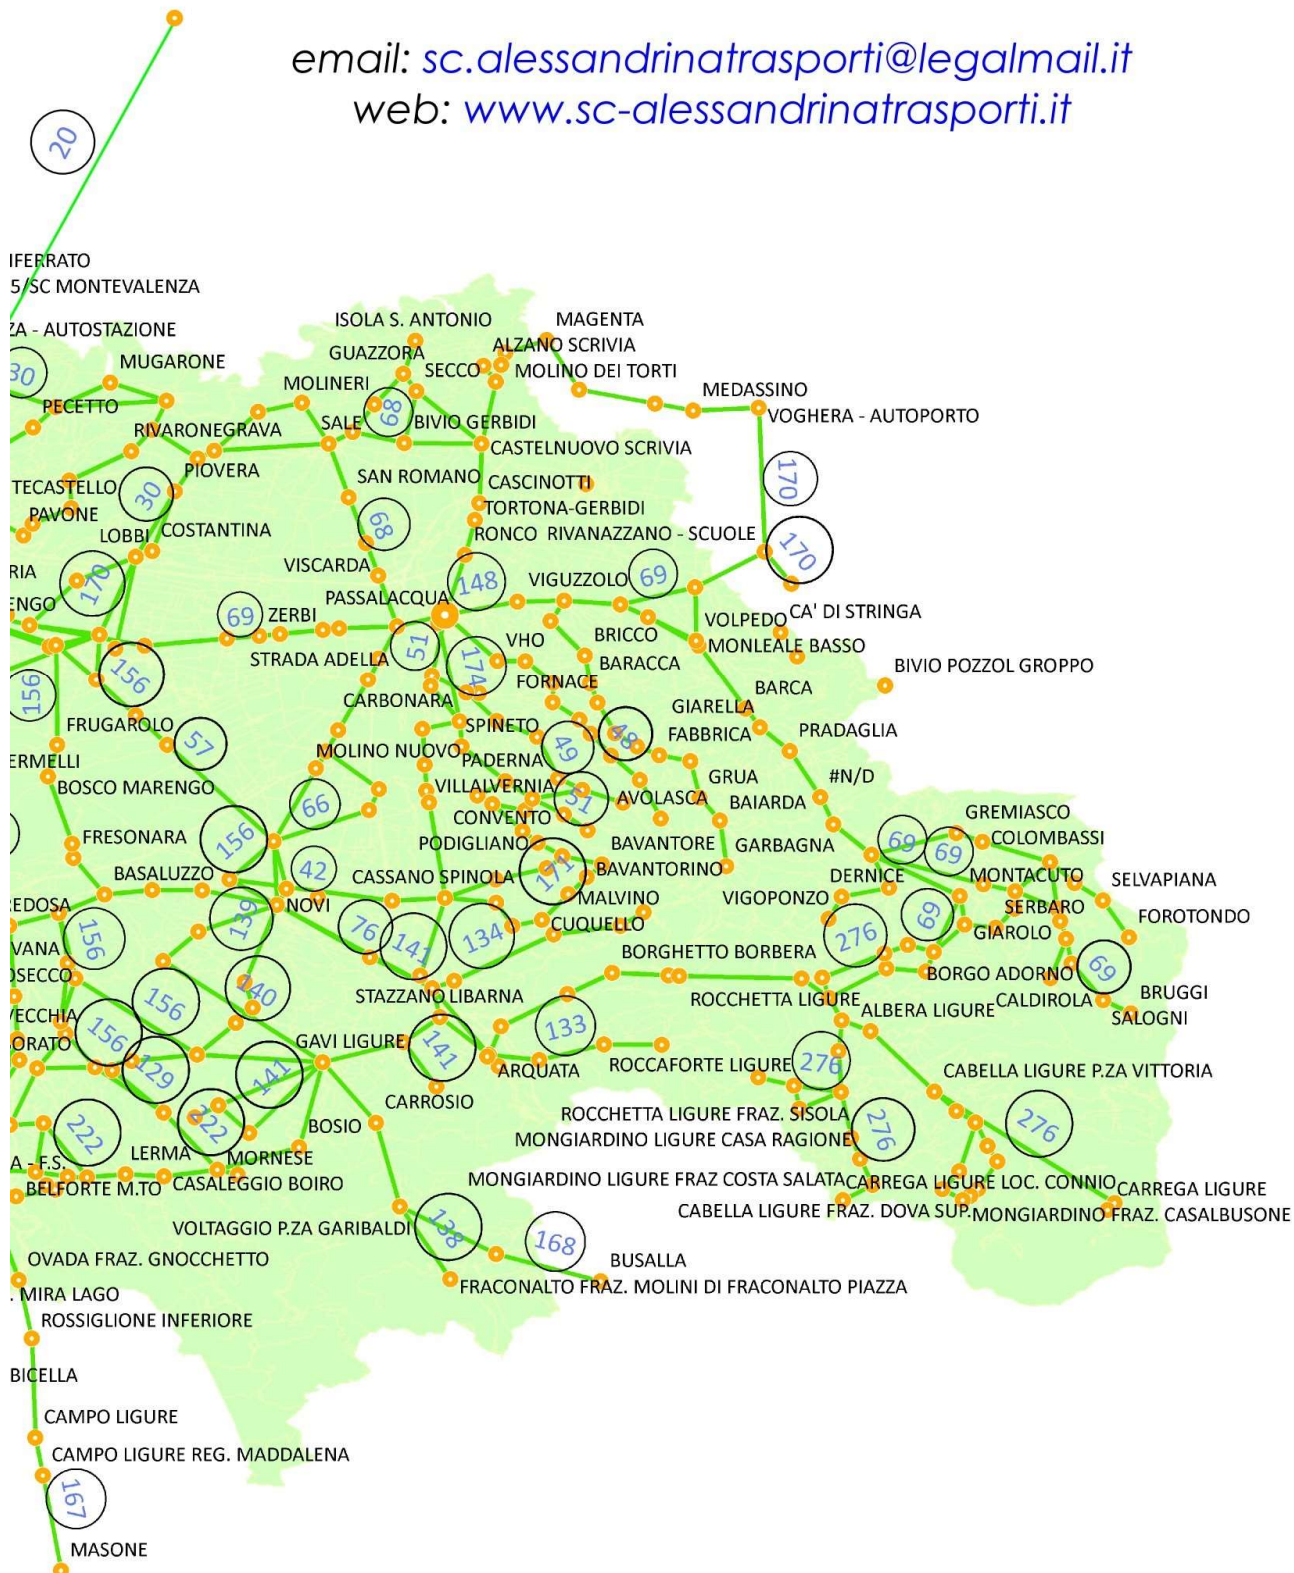 email: sc.alessandrinatrasporti@legalmail.it
web: www.sc-alessandrinatrasporti.it
20
IFERRATO
5/SC MONTEVALENZA
ZA - AUTOSTAZIONE
ISOLA S. ANTONIO
MAGENTA
GUAZZORA
ALZANO SCRIVIA
MUGARONE
30
SECCO
MOLINO DEI TORTI
MOLINERI
MEDASSINO
PECETTO
68
VOGHERA - AUTOPORTO
RIVARONE
GRAVA
SALE
BIVIO GERBIDI
CASTELNUOVO SCRIVIA
PIOVERA
SAN ROMANO
CASCINOTTI
170
TECASTELLO
30
TORTONA-GERBIDI
PAVONE
COSTANTINA
68
RONCO
RIVANAZZANO - SCUOLE
LOBBI
170
RIA
170
VISCARDA
148
VIGUZZOLO
69
ENGO
69
ZERBI
PASSALACQUA
CA' DI STRINGA
VOLPEDO
51
VHO
BRICCO
MONLEALE BASSO
STRADA ADELLA
174
BARACCA
BIVIO POZZOL GROPPO
156
156
CARBONARA
FORNACE
BARCA
FRUGAROLO
SPINETO
GIARELLA
57
48
FABBRICA
PRADAGLIA
ERMELLI
MOLINO NUOVO
49
PADERNA
GRUA
#N/D
BOSCO MARENGO
VILLALVERNIA
51
AVOLASCA
BAIARDA
66
CONVENTO
GREMIASCO
FRESONARA
156
PODIGLIANO
BAVANTORE
GARBAGNA
69
69
COLOMBASSI
BASALUZZO
42
CASSANO SPINOLA
171
BAVANTORINO
DERNICE
MONTACUTO
SELVAPIANA
REDOSA
NOVI
MALVINO
VIGOPONZO
SERBARO
139
76
141
134
CUQUELLO
276
69
GIAROLO
FOROTONDO
VANA
156
BORGHETTO BORBERA
OSECCO
156
140
STAZZANO
LIBARNA
BORGO ADORNO
69
ROCCHETTA LIGURE
CALDIROLA
BRUGGI
VECCHIA
156
ALBERA LIGURE
SALOGNI
ORATO
133
GAVI LIGURE
141
129
141
ARQUATA
ROCCAFORTE LIGURE
276
CABELLA LIGURE P.ZA VITTORIA
CARROSIO
222
222
BOSIO
ROCCHETTA LIGURE FRAZ. SISOLA
276
276
MONGIARDINO LIGURE CASA RAGIONE
A - F.S.
LERMA
MORNESE
BELFORTE M.TO
CASALEGGIO BOIRO
MONGIARDINO LIGURE FRAZ COSTA SALATA
CARREGA LIGURE LOC. CONNIO
CARREGA LIGURE
CABELLA LIGURE FRAZ. DOVA SUP.
MONGIARDINO FRAZ. CASALBUSONE
VOLTAGGIO P.ZA GARIBALDI
138
168
OVADA FRAZ. GNOCCHETTO
BUSALLA
FRACONALTO FRAZ. MOLINI DI FRACONALTO PIAZZA
. MIRA LAGO
ROSSIGLIONE INFERIORE
BICELLA
CAMPO LIGURE
CAMPO LIGURE REG. MADDALENA
167
MASONE